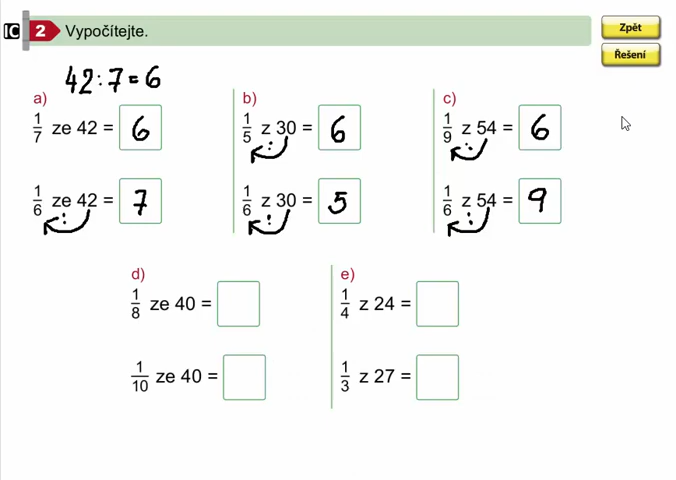 IC 2 Vypočítejte.
Zpět
Řešení
42:7=6
a)
1/7 ze 42 = 6
1/6 ze 42 = 7
:
b)
1/5 z 30 = 6
:
1/6 z 30 = 5
:
c)
1/9 z 54 = 6
:
1/6 z 54 = 9
:
d)
1/8 ze 40 =
1/10 ze 40 =
e)
1/4 z 24 =
1/3 z 27 =